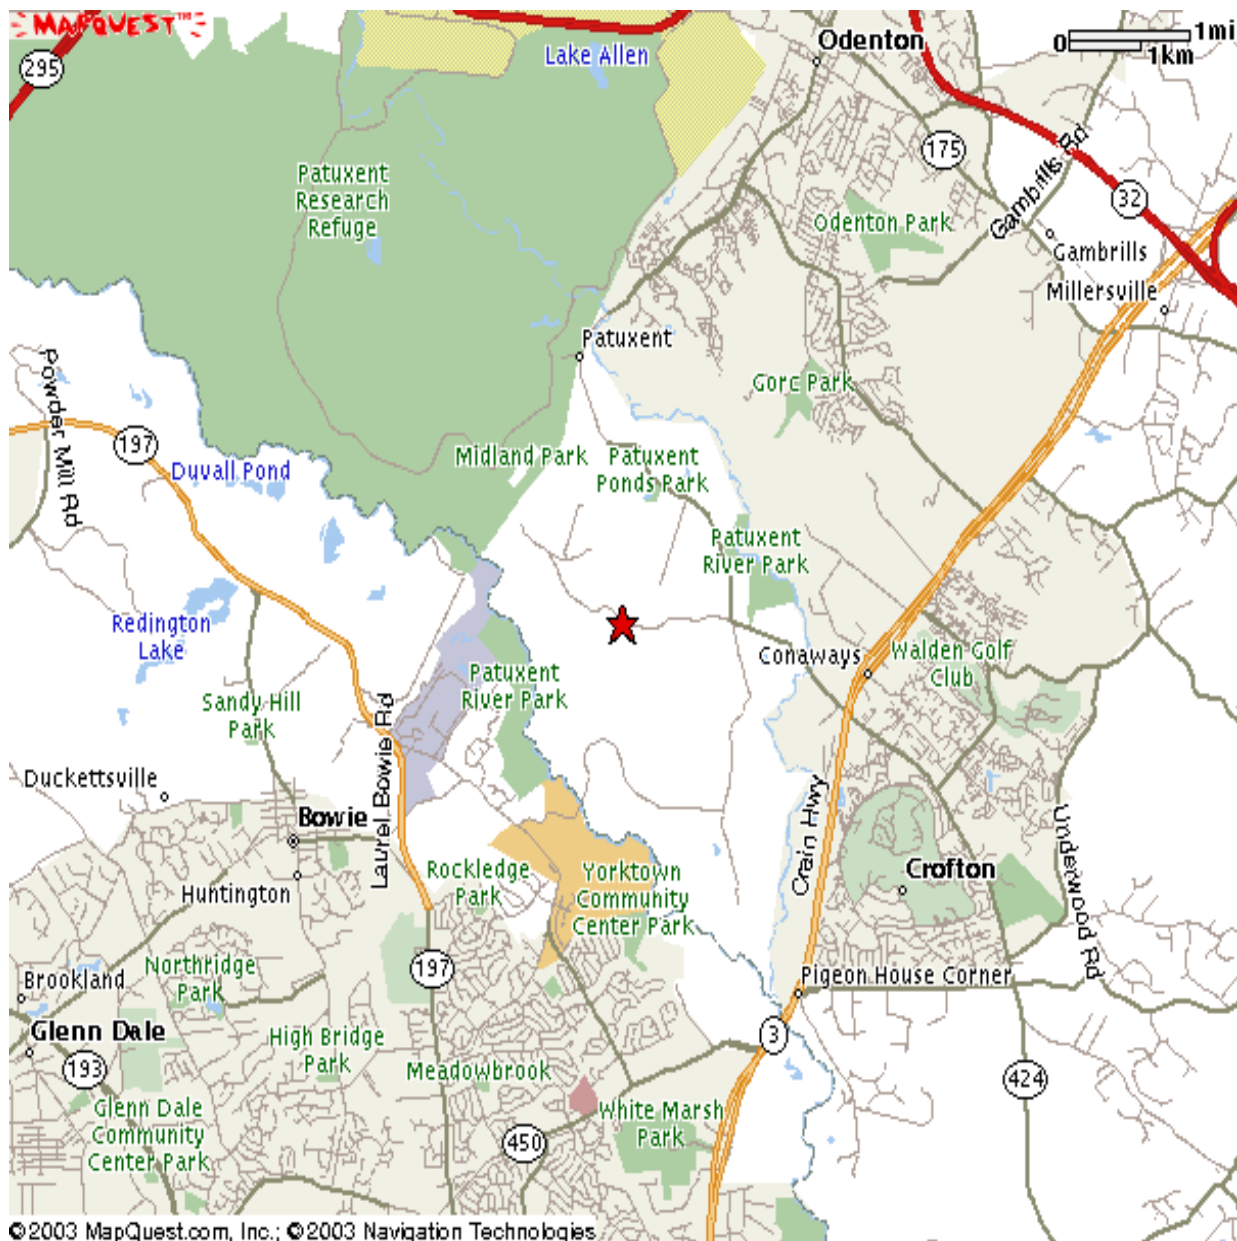 MAPQUEST™
295
Lake Allen
Odenton
0
1mi
1km
175
Gambrills Rd
32
Patuxent
Research
Refuge
Odenton Park
Gambrills
Millersville
Patuxent
Powder Mill Rd
Gorc Park
197
Duvall Pond
Midland Park
Patuxent
Ponds Park
Patuxent
River Park
Redington
Lake
Conaways
Walden Golf
Club
Patuxent
River Park
Sandy Hill
Park
Laurel Bowie Rd
Duckettsville
Bowie
Crain Hwy
Underwood Rd
Huntington
Rockledge
Park
Yorktown
Community
Center Park
Crofton
Brookland
Northridge
Park
197
Pigeon House Corner
Glenn Dale
193
High Bridge
Park
Meadowbrook
3
424
Glenn Dale
Community
Center Park
450
White Marsh
Park
©2003 MapQuest.com, Inc.; ©2003 Navigation Technologies